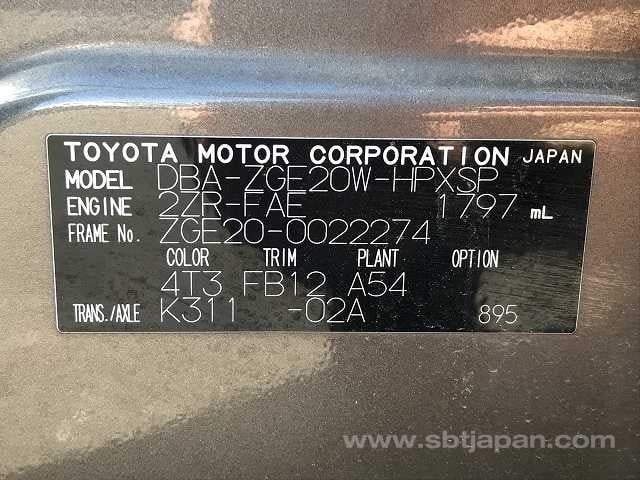 TOYOTA MOTOR CORPORATION JAPAN
MODEL DBA-ZGE20W-HPXSP
ENGINE 2ZR-FAE 1797 mL
FRAME No. ZGE20-0022274
COLOR TRIM PLANT OPTION
4T3 FB12 A54
TRANS./AXLE K311 -02A 895
www.sbtjapan.com